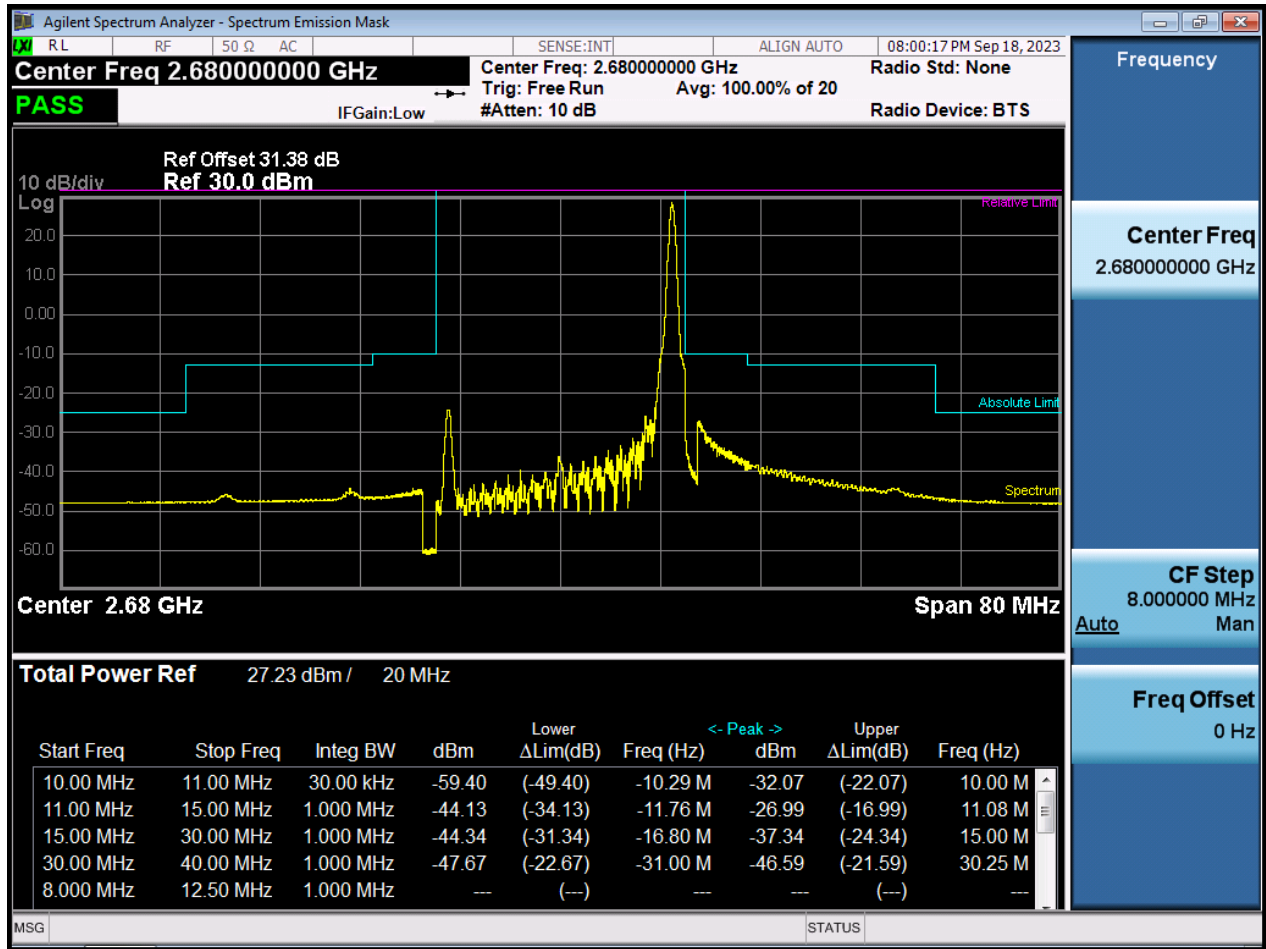 Agilent Spectrum Analyzer - Spectrum Emission Mask
LXI RL RF 50 Ω AC SENSE:INT ALIGN AUTO 08:00:17 PM Sep 18, 2023
Center Freq 2.680000000 GHz
Center Freq: 2.680000000 GHz Radio Std: None
Trig: Free Run Avg: 100.00% of 20
PASS
IFGain:Low #Atten: 10 dB Radio Device: BTS
Ref Offset 31.38 dB
10 dB/div Ref 30.0 dBm
Log
Relative Limit
20.0
10.0
0.00
-10.0
-20.0
Absolute Limit
-30.0
-40.0
Spectrum
-50.0
-60.0
Center 2.68 GHz Span 80 MHz
Total Power Ref 27.23 dBm / 20 MHz
Lower <- Peak -> Upper
Start Freq Stop Freq Integ BW dBm ΔLim(dB) Freq (Hz) dBm ΔLim(dB) Freq (Hz)
10.00 MHz 11.00 MHz 30.00 kHz -59.40 (-49.40) -10.29 M -32.07 (-22.07) 10.00 M
11.00 MHz 15.00 MHz 1.000 MHz -44.13 (-34.13) -11.76 M -26.99 (-16.99) 11.08 M
15.00 MHz 30.00 MHz 1.000 MHz -44.34 (-31.34) -16.80 M -37.34 (-24.34) 15.00 M
30.00 MHz 40.00 MHz 1.000 MHz -47.67 (-22.67) -31.00 M -46.59 (-21.59) 30.25 M
8.000 MHz 12.50 MHz 1.000 MHz --- (---) --- --- (---) ---
MSG STATUS
Frequency
Center Freq
2.680000000 GHz
CF Step
8.000000 MHz
Auto Man
Freq Offset
0 Hz